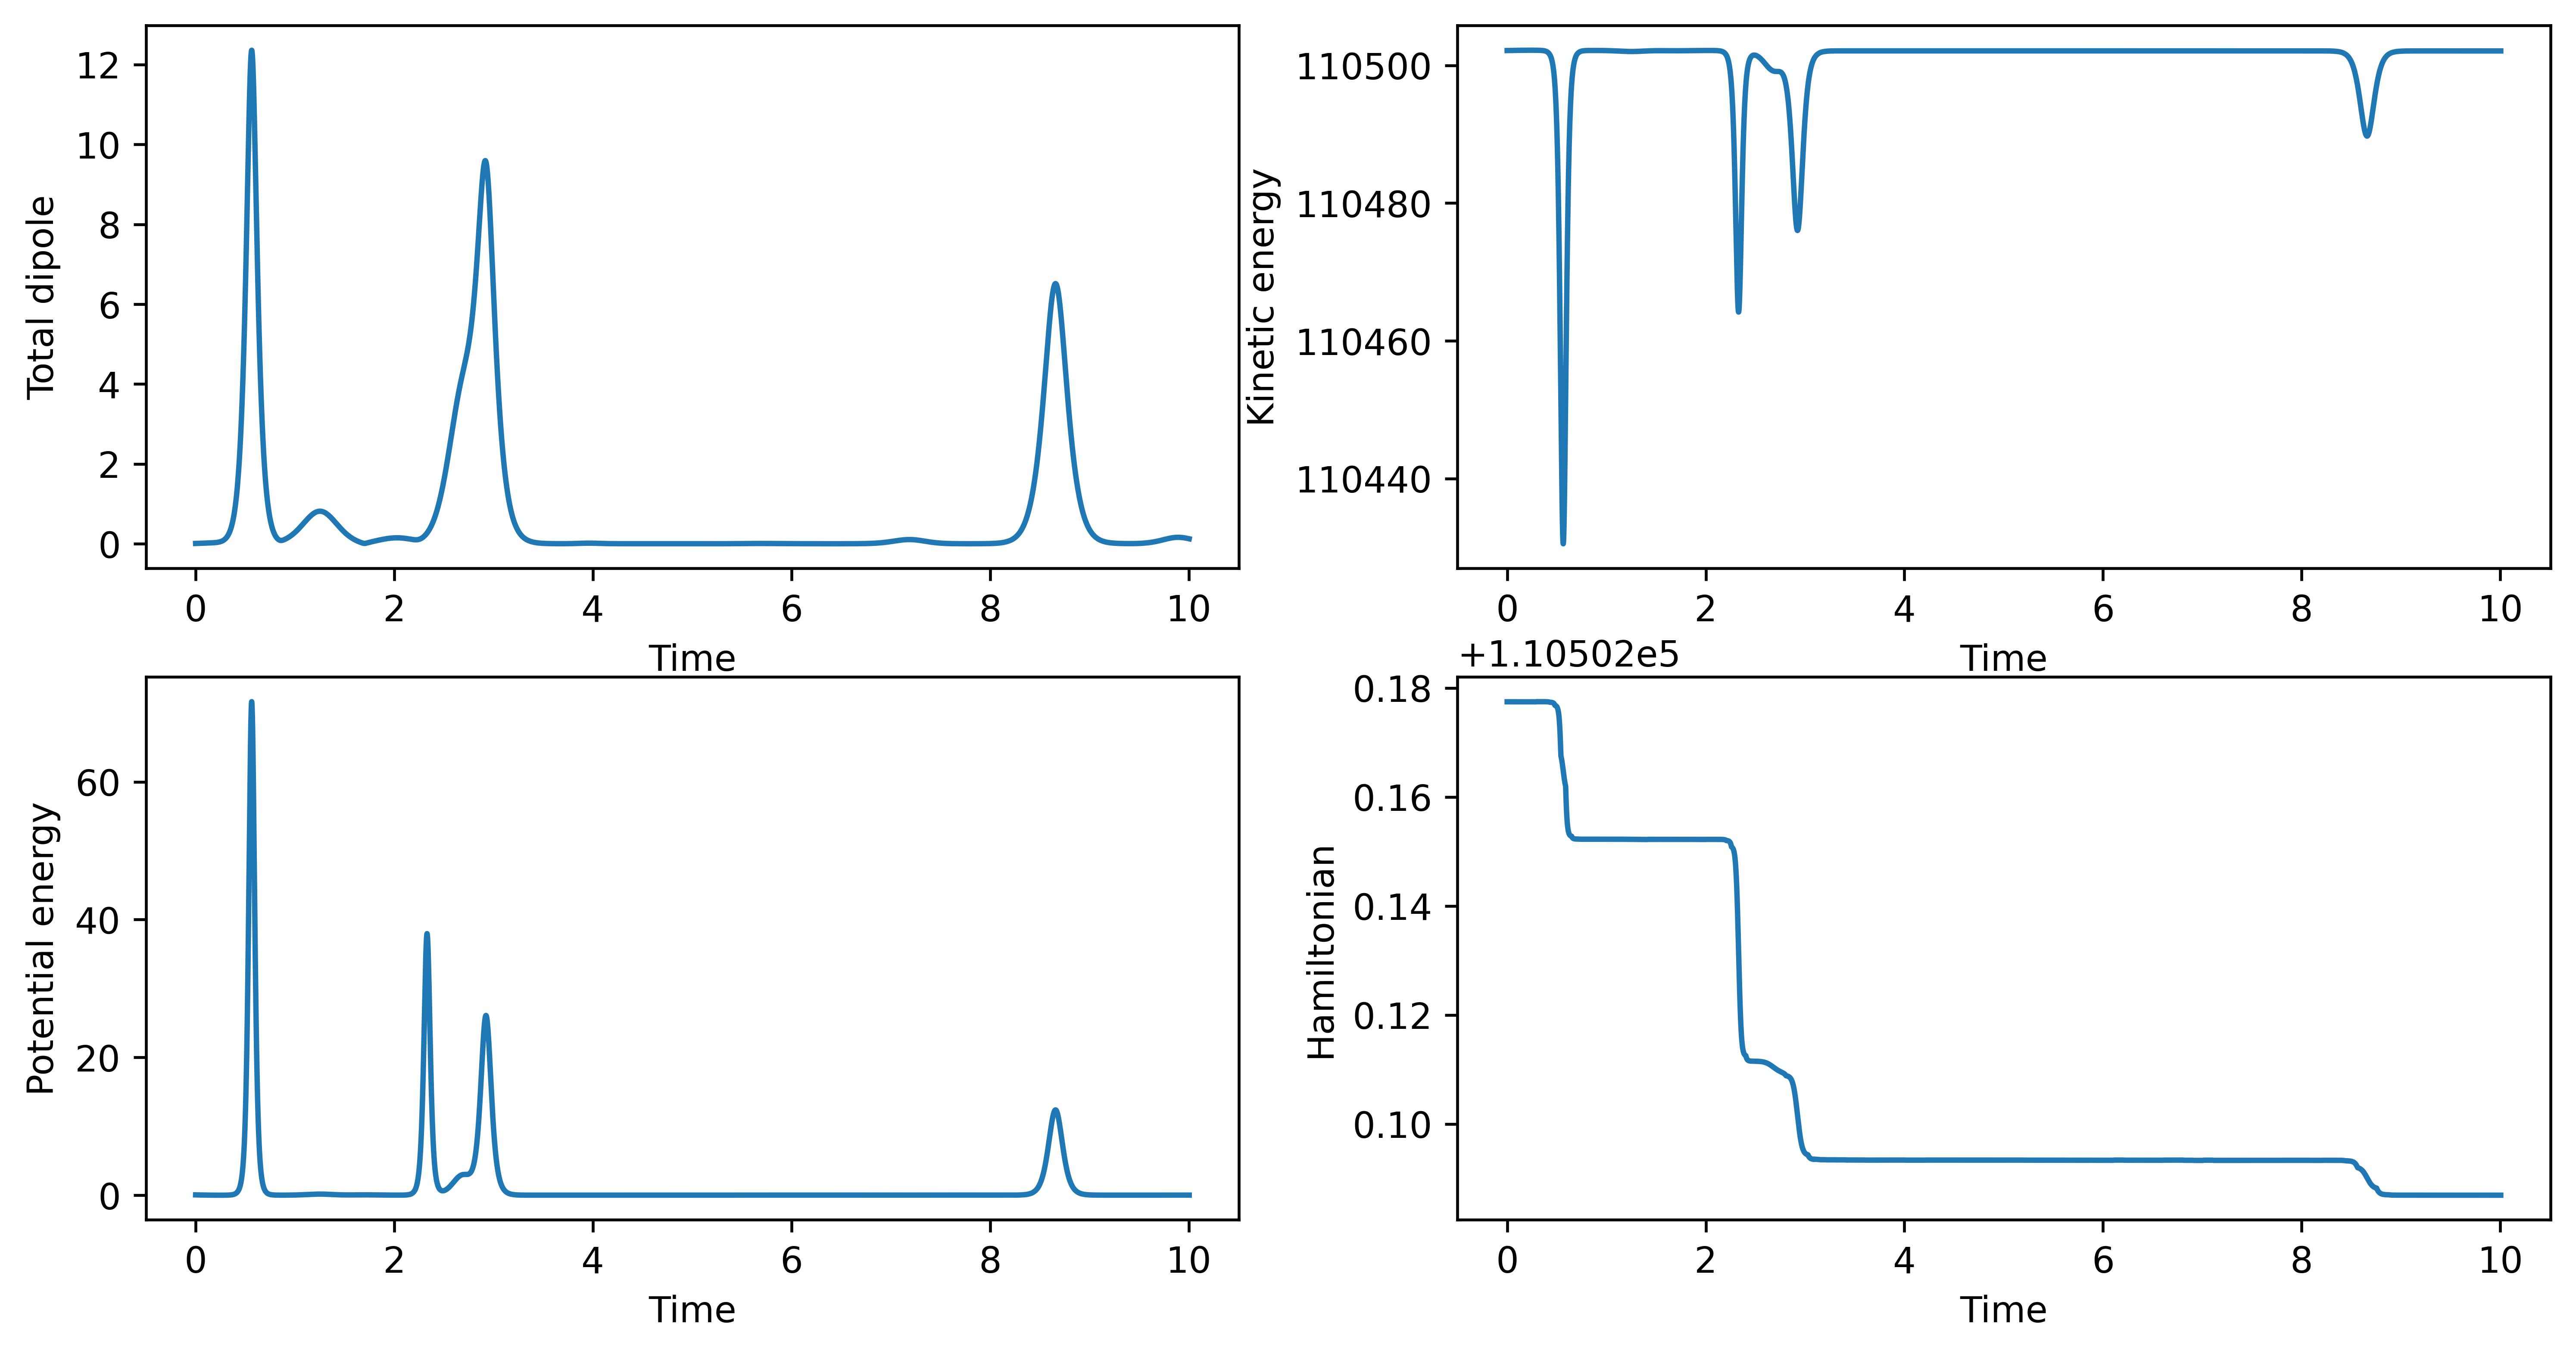 Total dipole
12
10
8
6
4
2
0
0 2 4 6 8 10
Time
Kinetic energy
110500
110480
110460
110440
0 2 4 6 8 10
Time
Potential energy
60
40
20
0
0 2 4 6 8 10
Time
+1.10502e5
Hamiltonian
0.18
0.16
0.14
0.12
0.10
0 2 4 6 8 10
Time